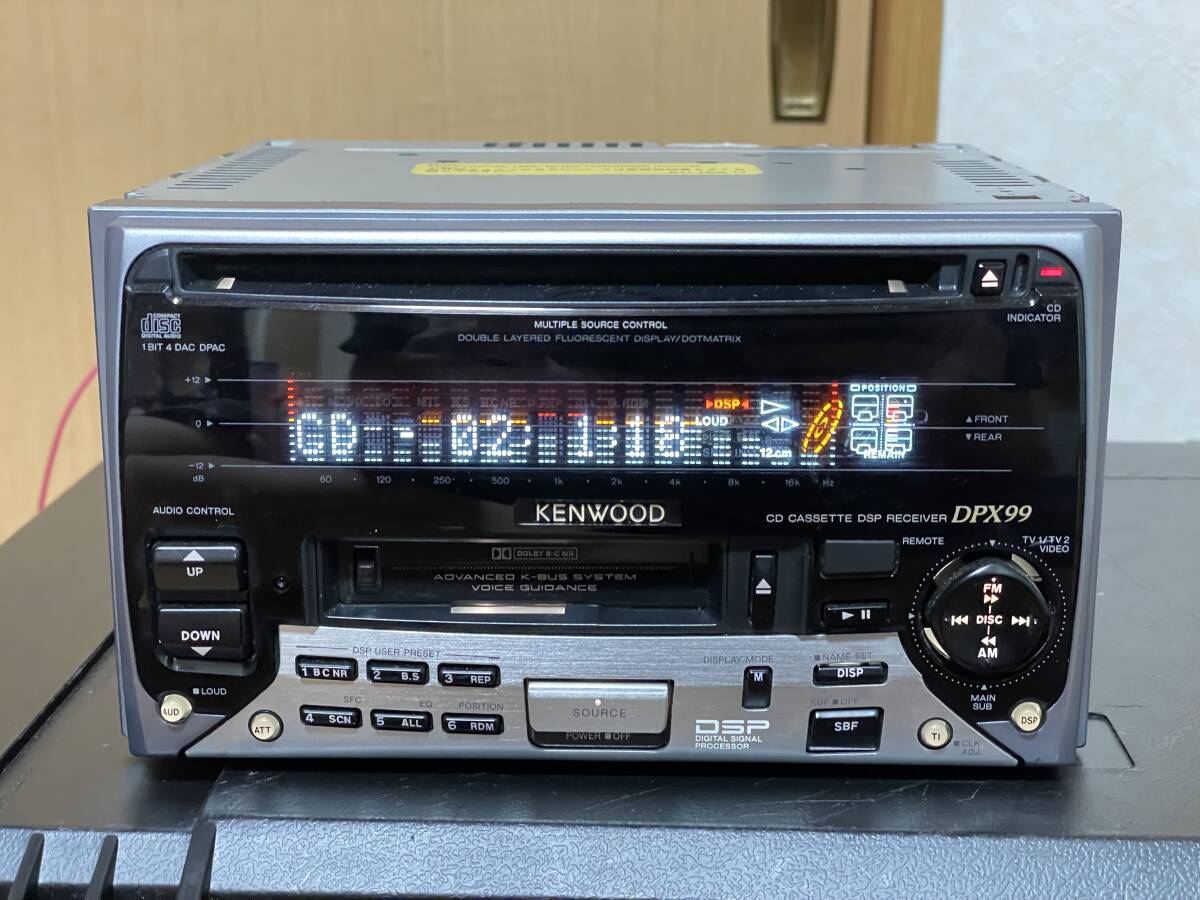 COMPACT
disc
DIGITAL AUDIO
1 BIT 4 DAC DPAC
MULTIPLE SOURCE CONTROL
DOUBLE LAYERED FLUORESCENT DISPLAY/DOTMATRIX
CD
INDICATOR
+12
0
-12
dB
DSP
LOUD
12cm
CD-- 02 1:18
POSITION
REMAIN
FRONT
REAR
60 120 250 500 1k 2k 4k 8k 16k Hz
KENWOOD
CD CASSETTE DSP RECEIVER DPX99
AUDIO CONTROL
UP
DOWN
DOLBY B·C NR
ADVANCED K-BUS SYSTEM
VOICE GUIDANCE
REMOTE
TV 1/TV 2
VIDEO
FM
DISC
AM
MAIN
SUB
DSP USER PRESET
1 B C NR
2 B.S
3 REP
SFC
EQ
POSITION
4 SCN
5 ALL
6 RDM
LOUD
AUD
ATT
SOURCE
POWER OFF
DSP
DIGITAL SIGNAL
PROCESSOR
DISPLAY MODE
M
NAME SET
DISP
OFF
SBF
TI
CLK
ADJ.
DSP